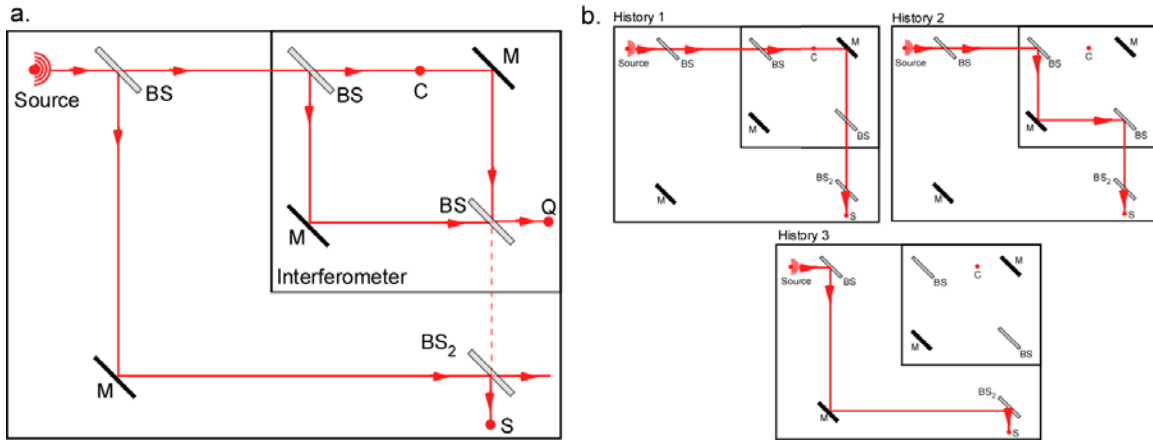 a.
Source
BS
BS
C
M
M
BS
Q
Interferometer
M
BS2
S
b.
History 1
Source
BS
BS
C
M
M
BS
BS2
M
S
History 2
Source
BS
BS
C
M
M
BS
BS2
M
S
History 3
Source
BS
BS
C
M
M
BS
BS2
M
S